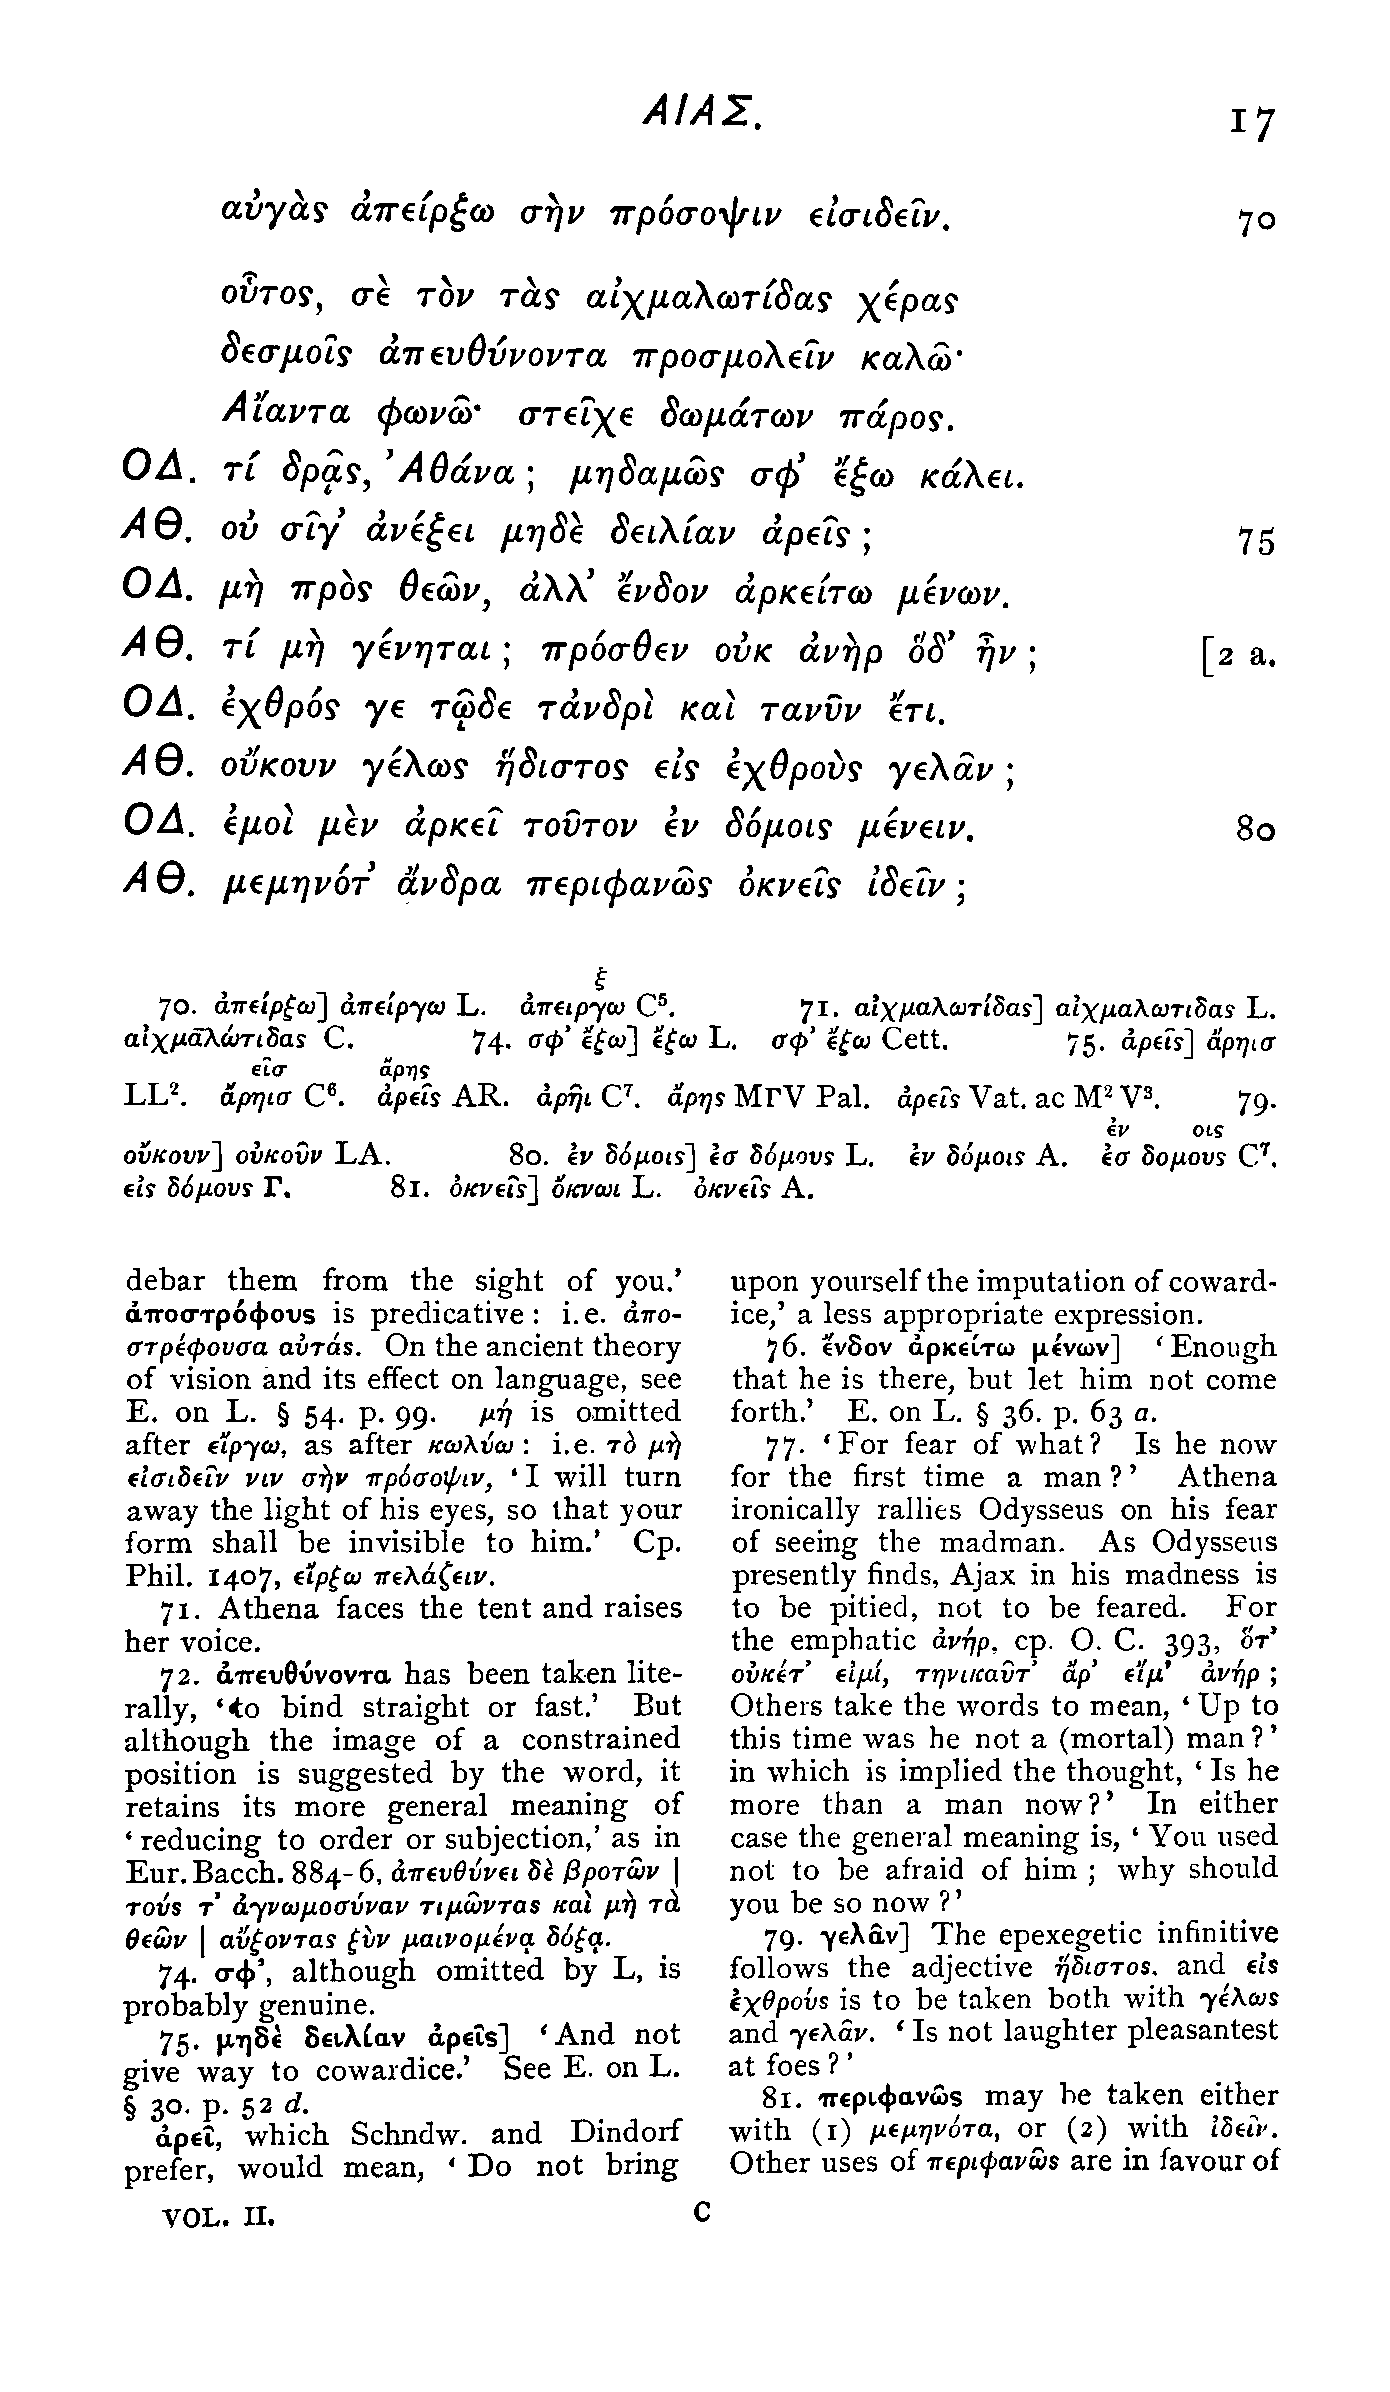 ΑΙΑΣ.
17
αὐγὰς ἀπείρξω σὴν πρόσοψιν εἰσιδεῖν. 70
οὗτος, σὲ τὸν τὰς αἰχμαλωτίδας χέρας
δεσμοῖς ἀπευθύνοντα προσμολεῖν καλῶ·
Αἴαντα φωνῶ· στεῖχε δωμάτων πάρος.
ΟΔ. τί δρᾷς, Ἀθάνα; μηδαμῶς σφ’ ἔξω κάλει.
ΑΘ. οὐ σῖγ’ ἀνέξει μηδὲ δειλίαν ἀρεῖς; 75
ΟΔ. μὴ πρὸς θεῶν, ἀλλ’ ἔνδον ἀρκείτω μένων.
ΑΘ. τί μὴ γένηται; πρόσθεν οὐκ ἀνὴρ ὅδ’ ἦν; [2 a.
ΟΔ. ἐχθρός γε τῷδε τἀνδρὶ καὶ τανῦν ἔτι.
ΑΘ. οὔκουν γέλως ἥδιστος εἰς ἐχθροὺς γελᾶν;
ΟΔ. ἐμοὶ μὲν ἀρκεῖ τοῦτον ἐν δόμοις μένειν. 80
ΑΘ. μεμηνότ’ ἄνδρα περιφανῶς ὀκνεῖς ἰδεῖν;
ξ
70. ἀπείρξω] ἀπείργω L. ἀπειργω C⁵. 71. αἰχμαλωτίδας] αἰχμαλωτιδας L.
αἰχμᾱλώτιδας C. 74. σφ’ ἔξω] ἔξω L. σφ’ ἔξω Cett. 75. ἀρεῖς] ἄρηισ
εῖσ ἄρης
LL². ἄρηισ C⁶. ἀρεῖς AR. ἀρῆι C⁷. ἄρης MΓV Pal. ἀρεῖς Vat. ac M² V³. 79.
ἐν οις
οὔκουν] οὐκοῦν LA. 80. ἐν δόμοις] ἐσ δόμους L. ἐν δόμοις A. ἐσ δομους C⁷.
εἰς δόμους Γ. 81. ὀκνεῖς] ὄκνωι L. ὀκνεῖς A.
debar them from the sight of you.’
ἀποστρόφους is predicative: i.e. ἀπο-
στρέφουσα αὐτάς. On the ancient theory
of vision and its effect on language, see
E. on L. § 54. p. 99. μή is omitted
after εἴργω, as after κωλύω: i.e. τὸ μὴ
εἰσιδεῖν νιν σὴν πρόσοψιν, ‘I will turn
away the light of his eyes, so that your
form shall be invisible to him.’ Cp.
Phil. 1407, εἴρξω πελάζειν.
71. Athena faces the tent and raises
her voice.
72. ἀπευθύνοντα has been taken lite-
rally, ‘to bind straight or fast.’ But
although the image of a constrained
position is suggested by the word, it
retains its more general meaning of
‘reducing to order or subjection,’ as in
Eur. Bacch. 884-6, ἀπευθύνει δὲ βροτῶν |
τούς τ’ ἀγνωμοσύναν τιμῶντας καὶ μὴ τὰ
θεῶν | αὔξοντας ξὺν μαινομένᾳ δόξᾳ.
74. σφ’, although omitted by L, is
probably genuine.
75. μηδὲ δειλίαν ἀρεῖς] ‘And not
give way to cowardice.’ See E. on L.
§ 30. p. 52 d.
ἀρεῖ, which Schndw. and Dindorf
prefer, would mean, ‘Do not bring
upon yourself the imputation of coward-
ice,’ a less appropriate expression.
76. ἔνδον ἀρκείτω μένων] ‘Enough
that he is there, but let him not come
forth.’ E. on L. § 36. p. 63 a.
77. ‘For fear of what? Is he now
for the first time a man?’ Athena
ironically rallies Odysseus on his fear
of seeing the madman. As Odysseus
presently finds, Ajax in his madness is
to be pitied, not to be feared. For
the emphatic ἀνήρ, cp. O. C. 393, ὅτ’
οὐκέτ’ εἰμί, τηνικαῦτ’ ἄρ’ εἴμ’ ἀνήρ;
Others take the words to mean, ‘Up to
this time was he not a (mortal) man?’
in which is implied the thought, ‘Is he
more than a man now?’ In either
case the general meaning is, ‘You used
not to be afraid of him; why should
you be so now?’
79. γελᾶν] The epexegetic infinitive
follows the adjective ἥδιστος, and εἰς
ἐχθρούς is to be taken both with γέλως
and γελᾶν. ‘Is not laughter pleasantest
at foes?’
81. περιφανῶς may be taken either
with (1) μεμηνότα, or (2) with ἰδεῖν.
Other uses of περιφανῶς are in favour of
VOL. II. C